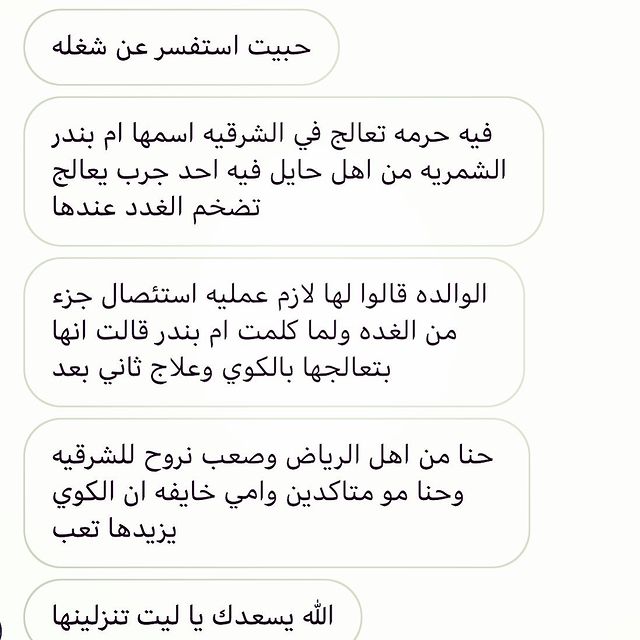 حبيت استفسر عن شغله
فيه حرمه تعالج في الشرقيه اسمها ام بندر
الشمريه من اهل حايل فيه احد جرب يعالج
تضخم الغدد عندها
الوالده قالوا لها لازم عمليه استئصال جزء
من الغده ولما كلمت ام بندر قالت انها
بتعالجها بالكوي وعلاج ثاني بعد
حنا من اهل الرياض وصعب نروح للشرقيه
وحنا مو متاكدين وامي خايفه ان الكوي
يزيدها تعب
الله يسعدك يا ليت تنزلينها